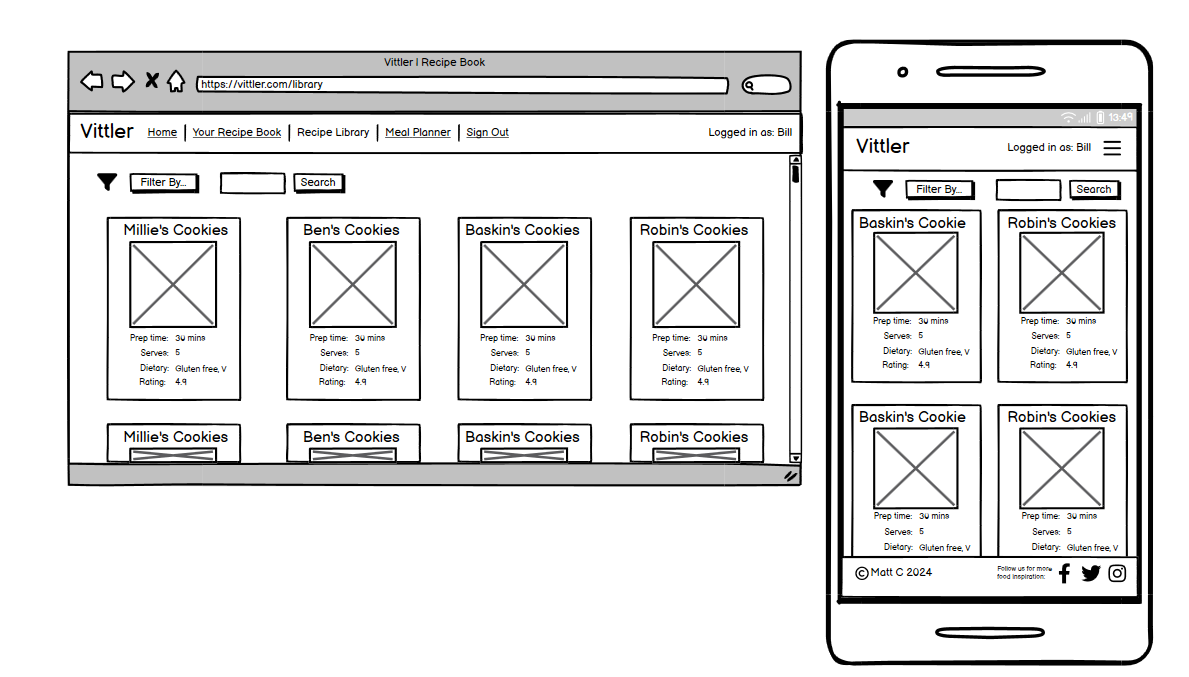 Vittler | Recipe Book
https://vittler.com/library
Vittler Home Your Recipe Book Recipe Library Meal Planner Sign Out Logged in as: Bill
Filter By... Search
Millie's Cookies Ben's Cookies Baskin's Cookies Robin's Cookies
Prep time: 30 mins Prep time: 30 mins Prep time: 30 mins Prep time: 30 mins
Serves: 5 Serves: 5 Serves: 5 Serves: 5
Dietary: Gluten free, V Dietary: Gluten free, V Dietary: Gluten free, V Dietary: Gluten free, V
Rating: 4.9 Rating: 4.9 Rating: 4.9 Rating: 4.9
Millie's Cookies Ben's Cookies Baskin's Cookies Robin's Cookies
13:49
Vittler Logged in as: Bill
Filter By... Search
Baskin's Cookie Robin's Cookies
Prep time: 30 mins Prep time: 30 mins
Serves: 5 Serves: 5
Dietary: Gluten free, V Dietary: Gluten free, V
Rating: 4.9 Rating: 4.9
Baskin's Cookie Robin's Cookies
Prep time: 30 mins Prep time: 30 mins
Serves: 5 Serves: 5
Dietary: Gluten free, V Dietary: Gluten free, V
© Matt C 2024
Follow us for more
food inspiration: